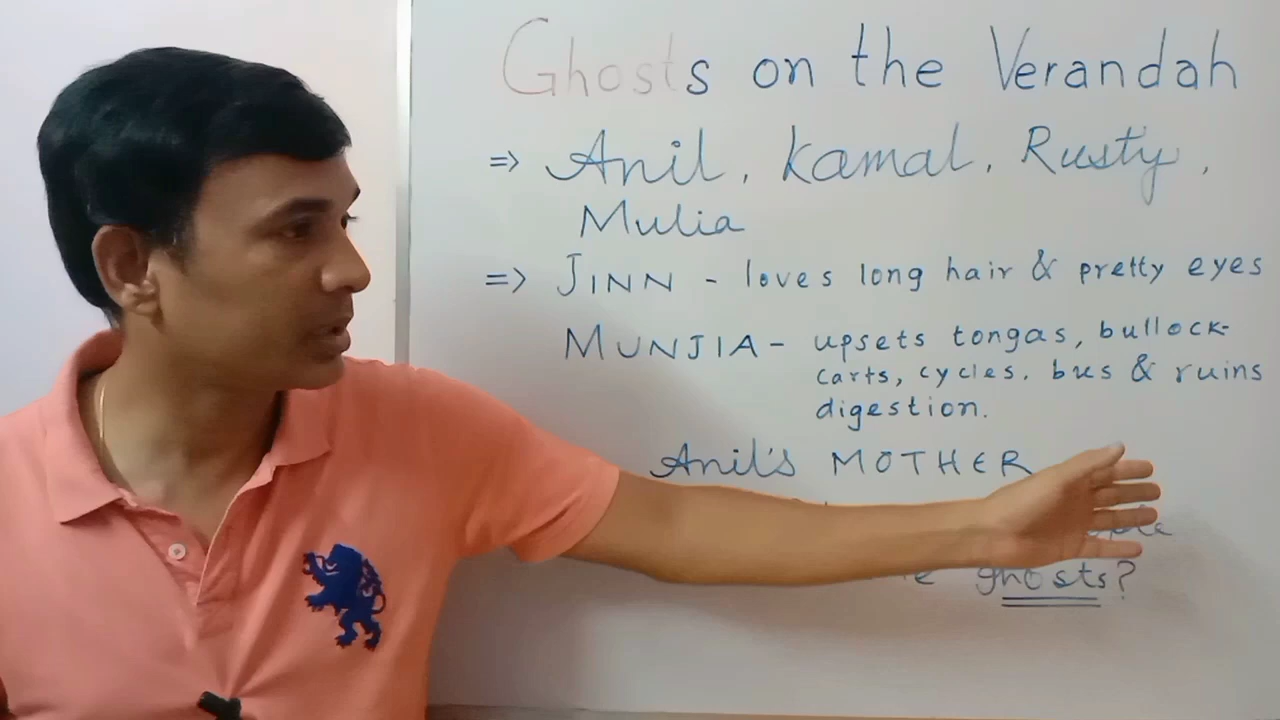 Ghosts on the Verandah
=> Anil, Kamal, Rusty,
Mulia
=> JINN - loves long hair & pretty eyes
MUNJIA - upsets tongas, bullock-
carts, cycles, bus & ruins
digestion.
Anil's MOTHER
ghosts?